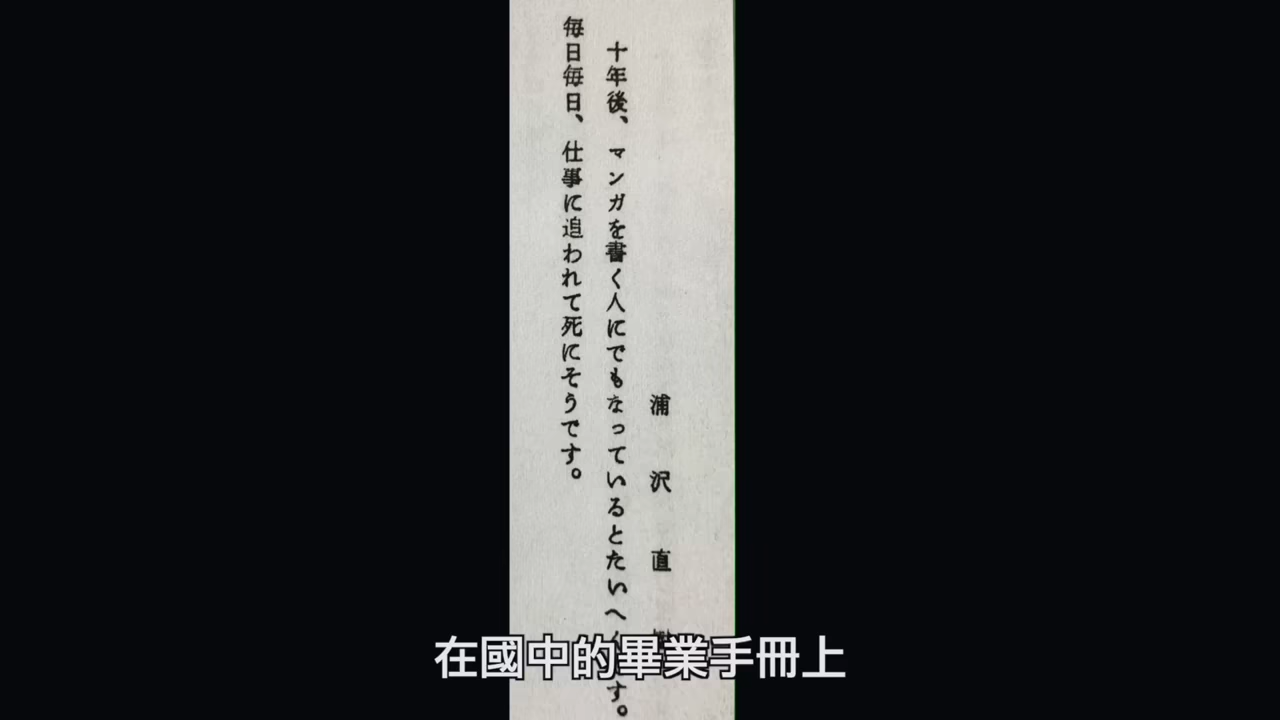 浦沢直
十年後、マンガを書く人にでもなっているとたいへ
す。
毎日毎日、仕事に追われて死にそうです。
在國中的畢業手冊上